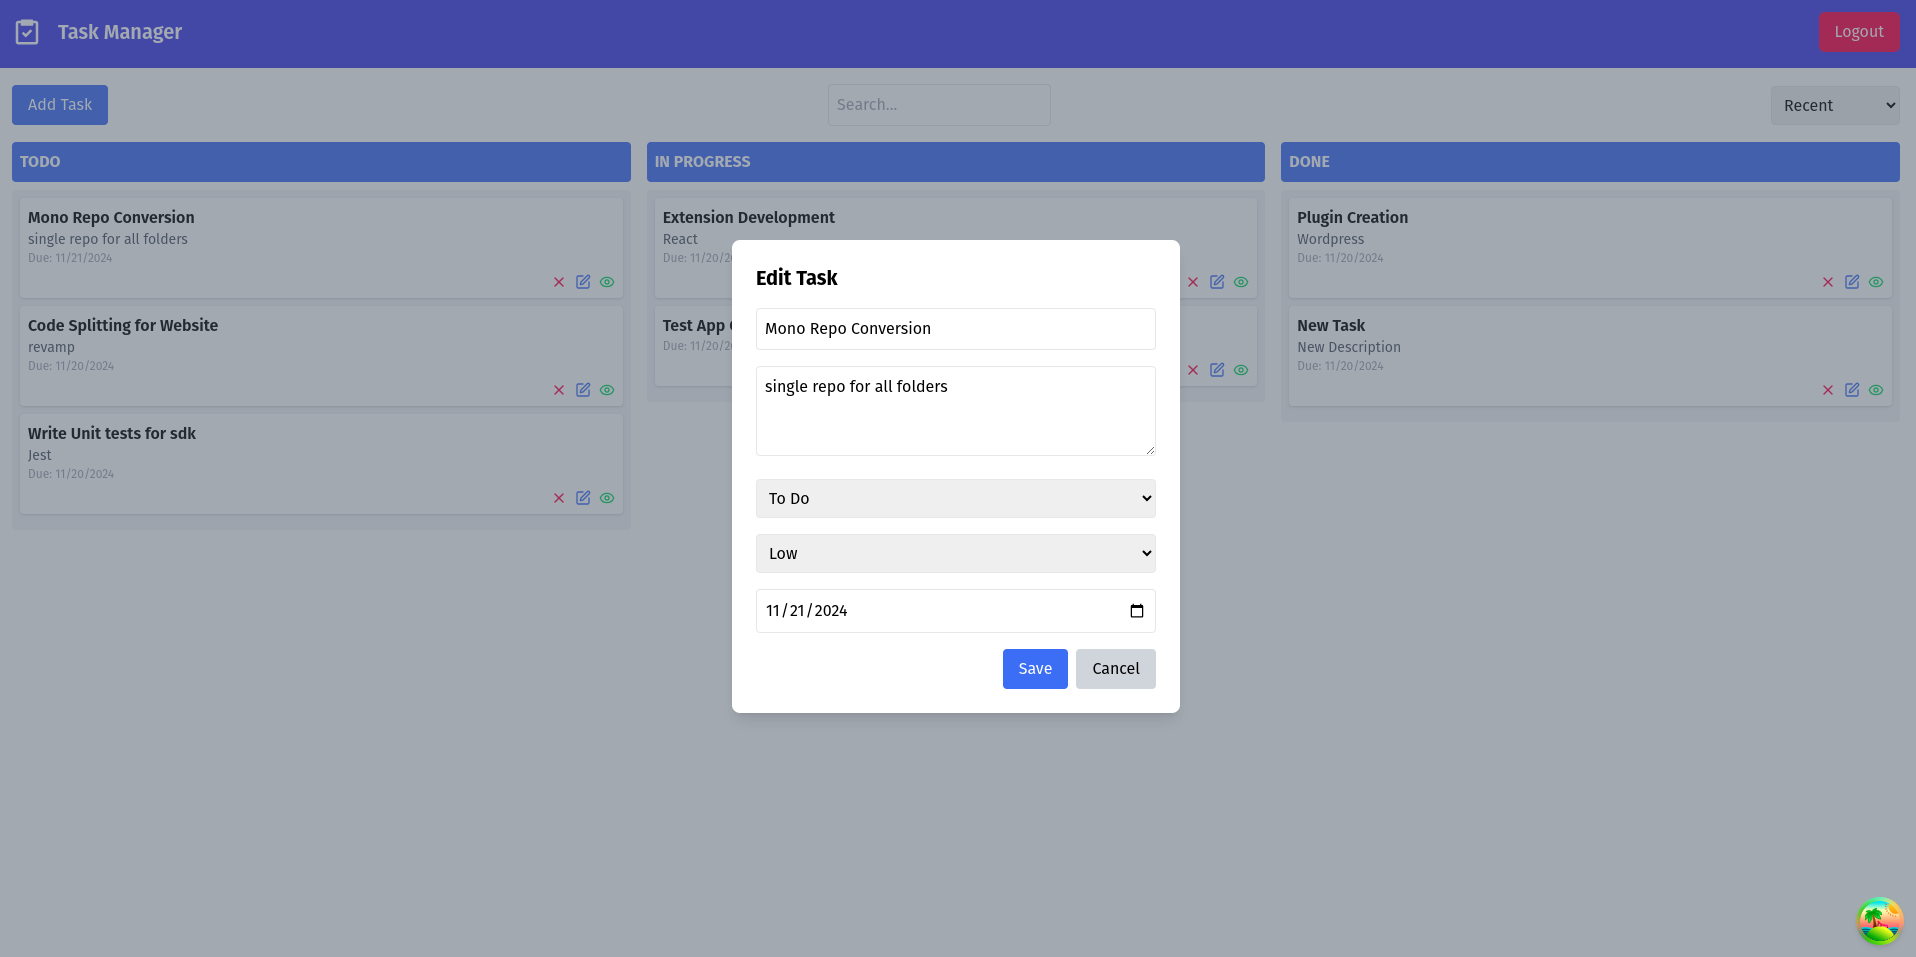 Task Manager
Logout
Add Task
Search...
Recent
TODO
Mono Repo Conversion
single repo for all folders
Due: 11/21/2024
Code Splitting for Website
revamp
Due: 11/20/2024
Write Unit tests for sdk
Jest
Due: 11/20/2024
IN PROGRESS
Extension Development
React
Due: 11/20/2
Test App
Due: 11/20/2
DONE
Plugin Creation
Wordpress
Due: 11/20/2024
New Task
New Description
Due: 11/20/2024
Edit Task
Mono Repo Conversion
single repo for all folders
To Do
Low
11/21/2024
Save
Cancel